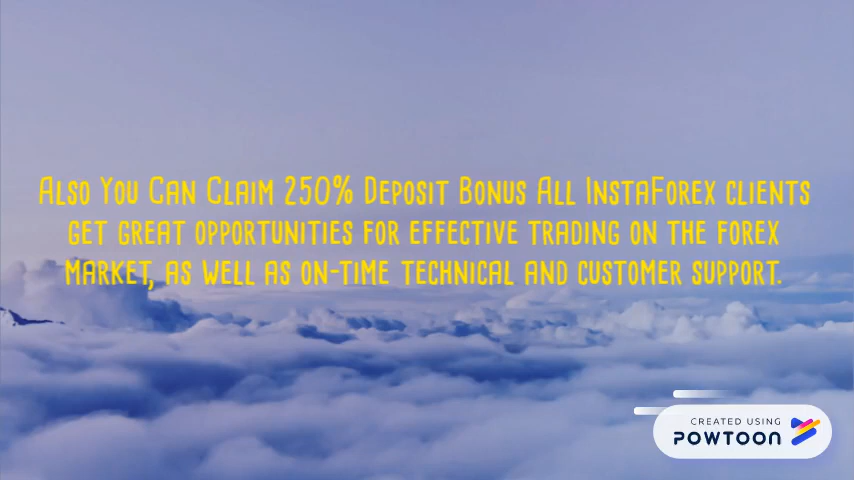 Also You Can Claim 250% Deposit Bonus All InstaForex clients
get great opportunities for effective trading on the forex
market, as well as on-time technical and customer support.
CREATED USING
POWTOON